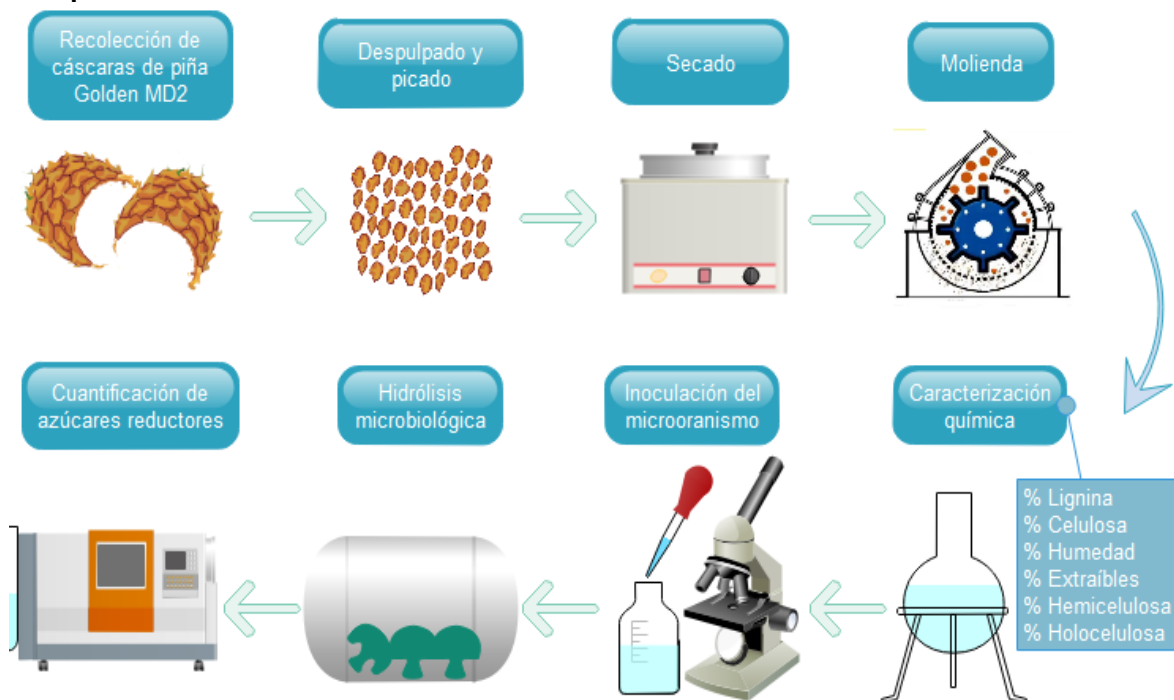 Recolección de
cáscaras de piña
Golden MD2
Despulpado y
picado
Secado
Molienda
Cuantificación de
azúcares reductores
Hidrólisis
microbiológica
Inoculación del
microoranismo
Caracterización
química
% Lignina
% Celulosa
% Humedad
% Extraíbles
% Hemicelulosa
% Holocelulosa